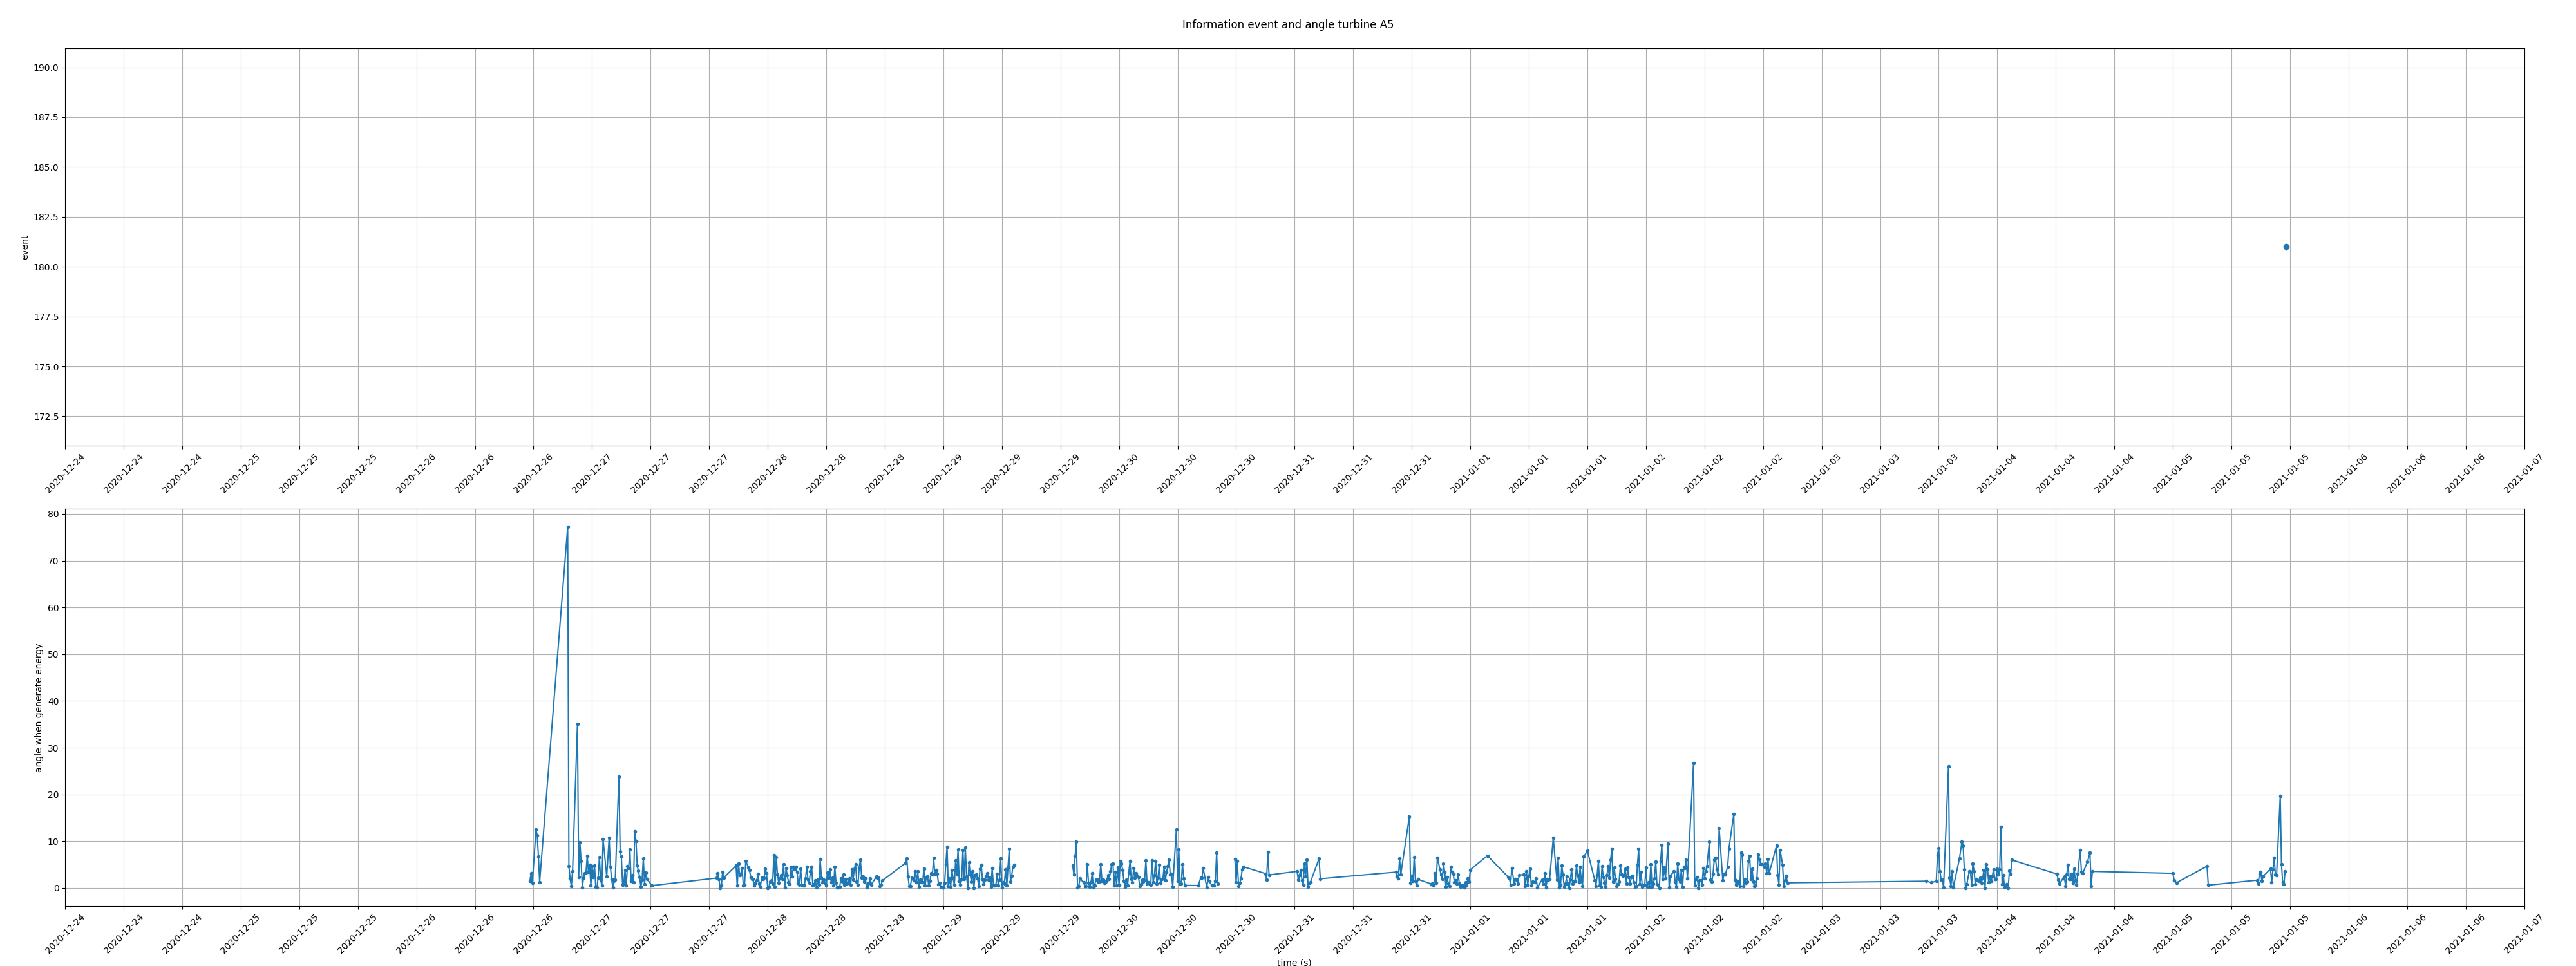 Information event and angle turbine A5
190.0
187.5
185.0
182.5
180.0
177.5
175.0
172.5
event
2020-12-24 2020-12-24 2020-12-24 2020-12-25 2020-12-25 2020-12-25 2020-12-26 2020-12-26 2020-12-26 2020-12-27 2020-12-27 2020-12-27 2020-12-28 2020-12-28 2020-12-28 2020-12-29 2020-12-29 2020-12-29 2020-12-30 2020-12-30 2020-12-30 2020-12-31 2020-12-31 2020-12-31 2021-01-01 2021-01-01 2021-01-01 2021-01-02 2021-01-02 2021-01-02 2021-01-03 2021-01-03 2021-01-03 2021-01-04 2021-01-04 2021-01-04 2021-01-05 2021-01-05 2021-01-05 2021-01-06 2021-01-06 2021-01-06 2021-01-07
80
70
60
50
40
30
20
10
0
angle when generate energy
2020-12-24 2020-12-24 2020-12-24 2020-12-25 2020-12-25 2020-12-25 2020-12-26 2020-12-26 2020-12-26 2020-12-27 2020-12-27 2020-12-27 2020-12-28 2020-12-28 2020-12-28 2020-12-29 2020-12-29 2020-12-29 2020-12-30 2020-12-30 2020-12-30 2020-12-31 2020-12-31 2020-12-31 2021-01-01 2021-01-01 2021-01-01 2021-01-02 2021-01-02 2021-01-02 2021-01-03 2021-01-03 2021-01-03 2021-01-04 2021-01-04 2021-01-04 2021-01-05 2021-01-05 2021-01-05 2021-01-06 2021-01-06 2021-01-06 2021-01-07
time (s)